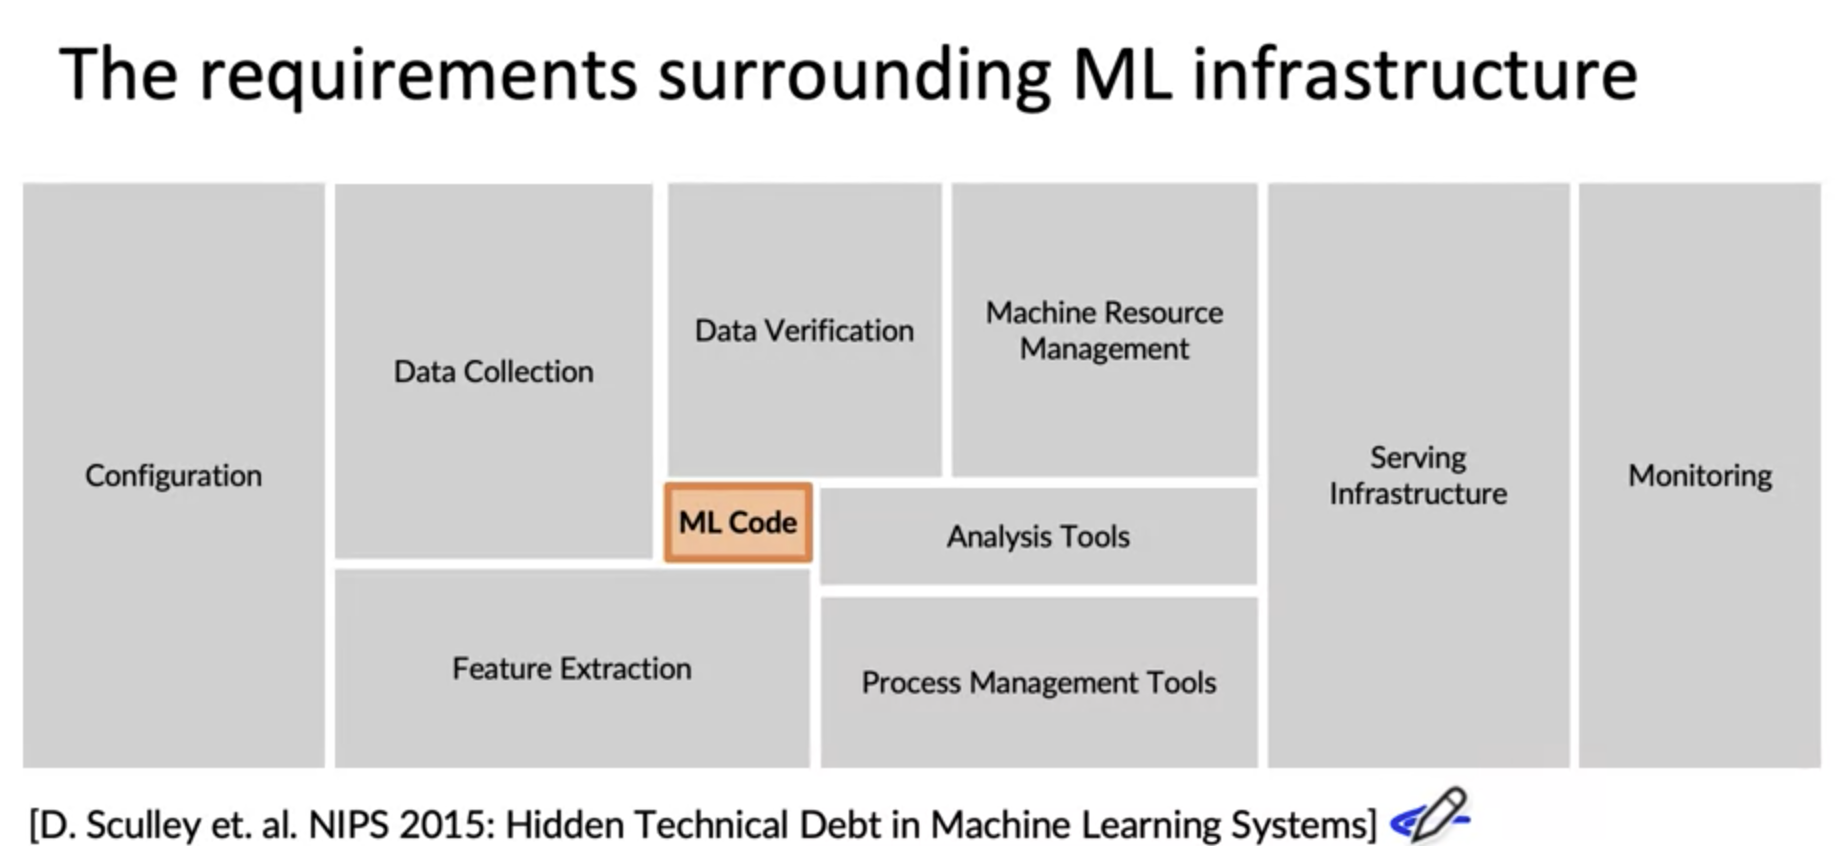 The requirements surrounding ML infrastructure
Configuration
Data Collection
Data Verification
Machine Resource
Management
ML Code
Analysis Tools
Feature Extraction
Process Management Tools
Serving
Infrastructure
Monitoring
[D. Sculley et. al. NIPS 2015: Hidden Technical Debt in Machine Learning Systems]